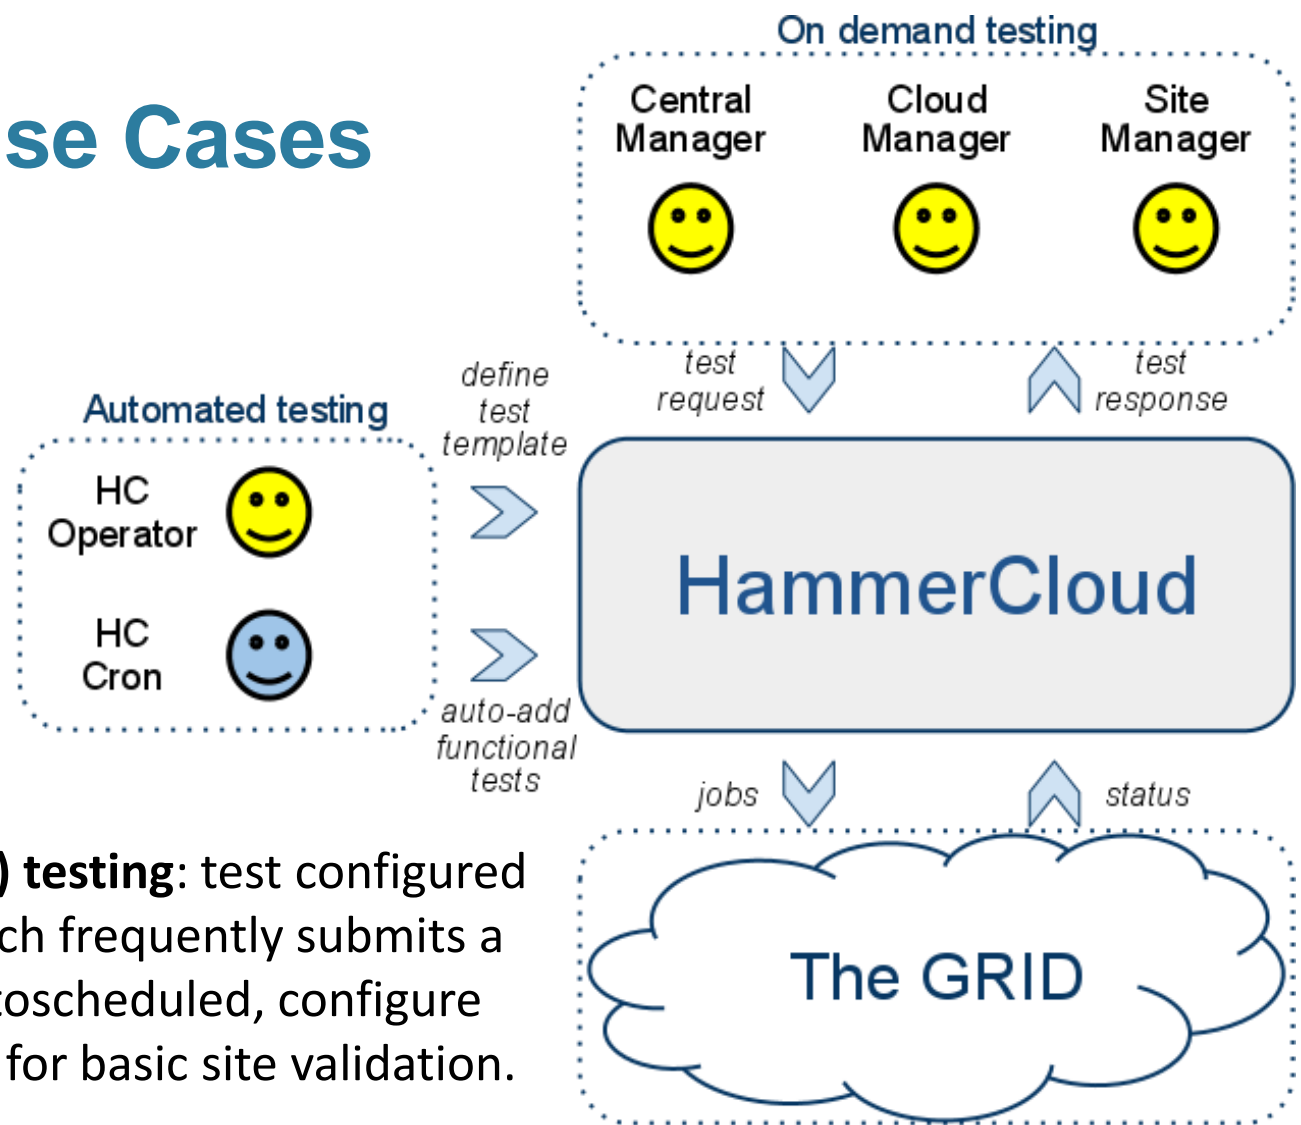 se Cases
On demand testing
Central Manager
Cloud Manager
Site Manager
test request
test response
Automated testing
define test template
HC Operator
HC Cron
auto-add functional tests
HammerCloud
jobs
status
The GRID
) testing: test configured
ch frequently submits a
toscheduled, configure
for basic site validation.